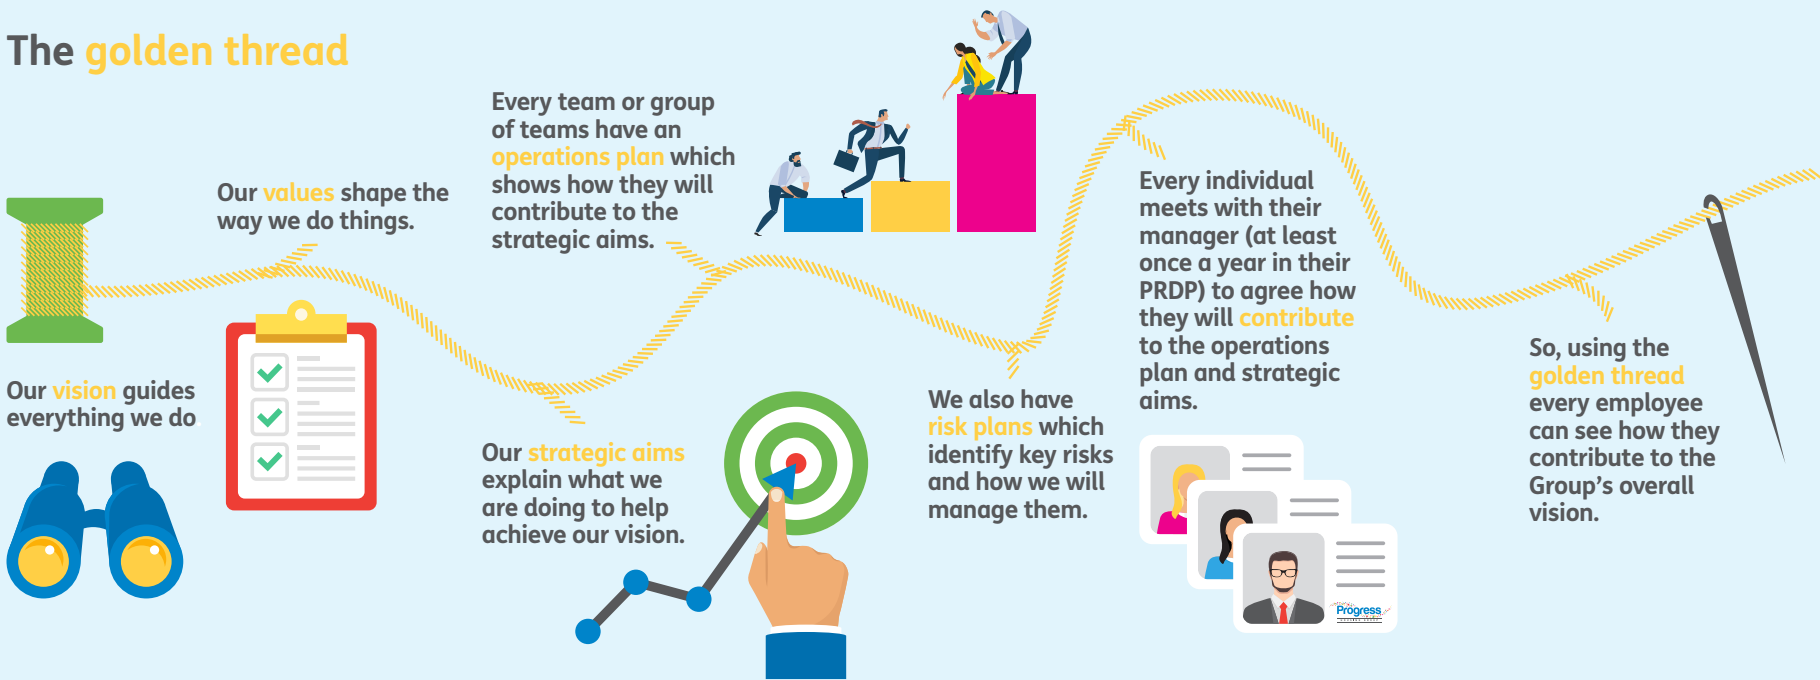 The golden thread
Our vision guides
everything we do.
Our values shape the
way we do things.
Our strategic aims
explain what we
are doing to help
achieve our vision.
Every team or group
of teams have an
operations plan which
shows how they will
contribute to the
strategic aims.
We also have
risk plans which
identify key risks
and how we will
manage them.
Every individual
meets with their
manager (at least
once a year in their
PRDP) to agree how
they will contribute
to the operations
plan and strategic
aims.
Progress
So, using the
golden thread
every employee
can see how they
contribute to the
Group’s overall
vision.